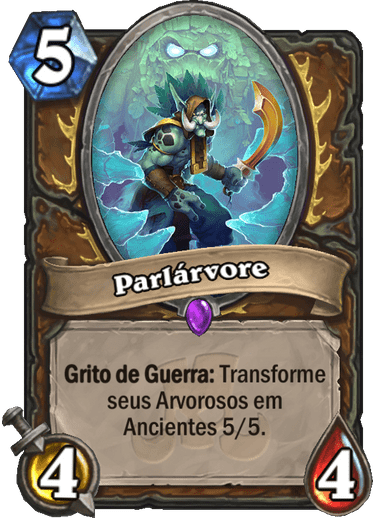 5
Parlárvore
Grito de Guerra: Transforme
seus Arvorosos em
Ancientes 5/5.
4
4